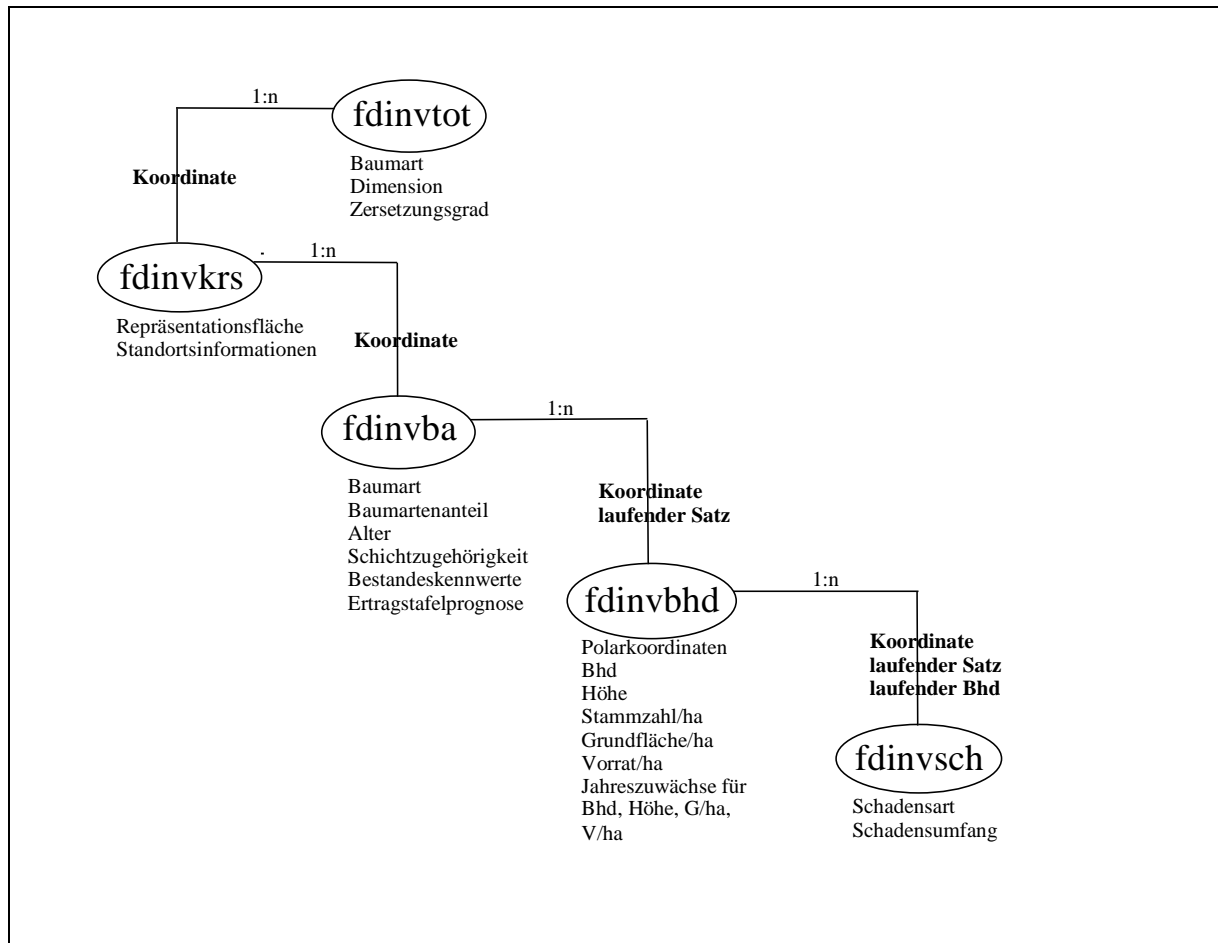 1:n
fdinvtot
Baumart
Dimension
Zersetzungsgrad
Koordinate
1:n
fdinvkrs
Repräsentationsfläche
Standortsinformationen
Koordinate
1:n
fdinvba
Baumart
Baumartenanteil
Alter
Schichtzugehörigkeit
Bestandeskennwerte
Ertragstafelprognose
Koordinate
laufender Satz
1:n
fdinvbhd
Polarkoordinaten
Bhd
Höhe
Stammzahl/ha
Grundfläche/ha
Vorrat/ha
Jahreszuwächse für
Bhd, Höhe, G/ha,
V/ha
Koordinate
laufender Satz
laufender Bhd
fdinvsch
Schadensart
Schadensumfang